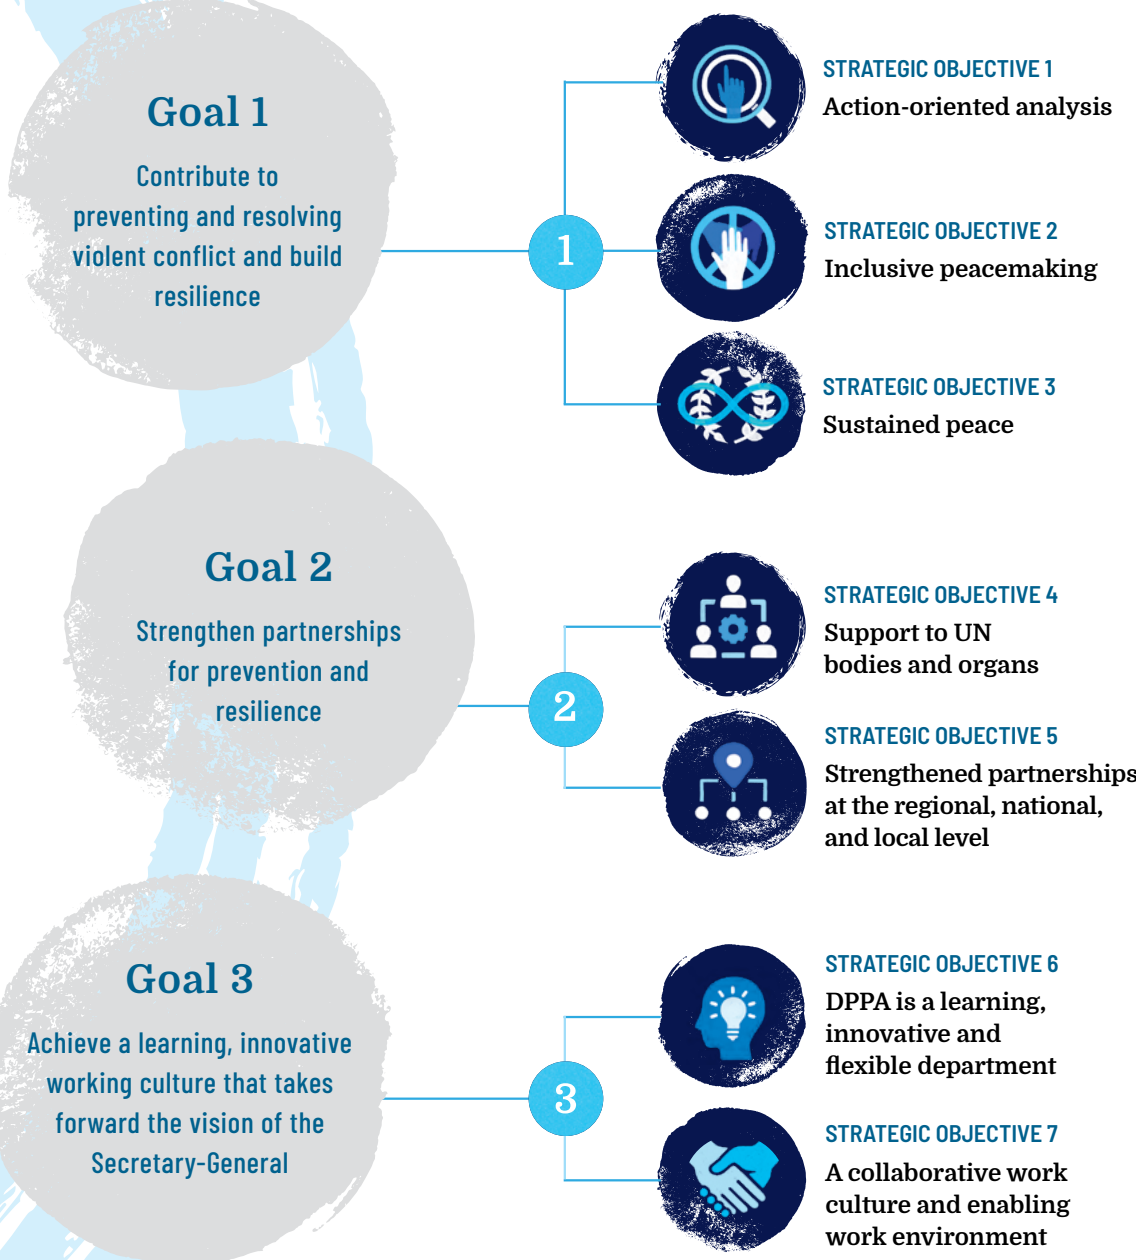 Goal 1
Contribute to
preventing and resolving
violent conflict and build
resilience
1
STRATEGIC OBJECTIVE 1
Action-oriented analysis
STRATEGIC OBJECTIVE 2
Inclusive peacemaking
STRATEGIC OBJECTIVE 3
Sustained peace
Goal 2
Strengthen partnerships
for prevention and
resilience
2
STRATEGIC OBJECTIVE 4
Support to UN
bodies and organs
STRATEGIC OBJECTIVE 5
Strengthened partnerships
at the regional, national,
and local level
Goal 3
Achieve a learning, innovative
working culture that takes
forward the vision of the
Secretary-General
3
STRATEGIC OBJECTIVE 6
DPPA is a learning,
innovative and
flexible department
STRATEGIC OBJECTIVE 7
A collaborative work
culture and enabling
work environment